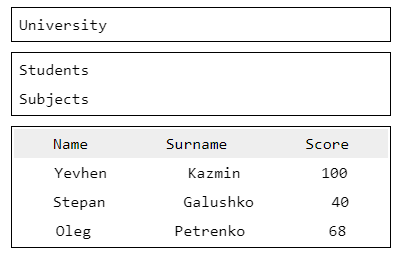 University
Students
Subjects
Name Surname Score
Yevhen Kazmin 100
Stepan Galushko 40
Oleg Petrenko 68